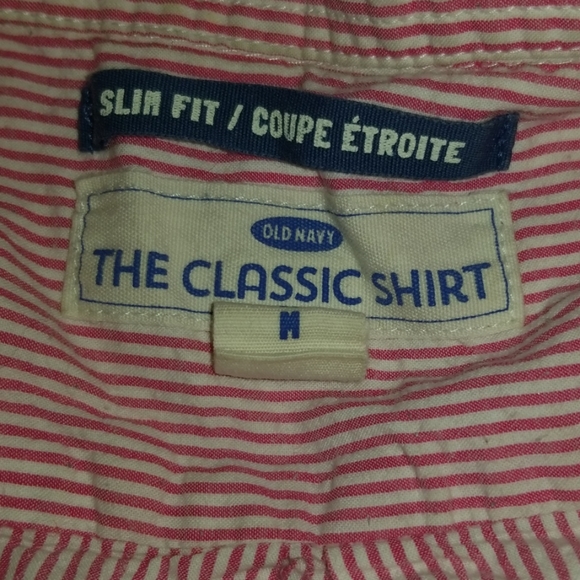 SLIM FIT / COUPE ÉTROITE
OLD NAVY
THE CLASSIC SHIRT
M